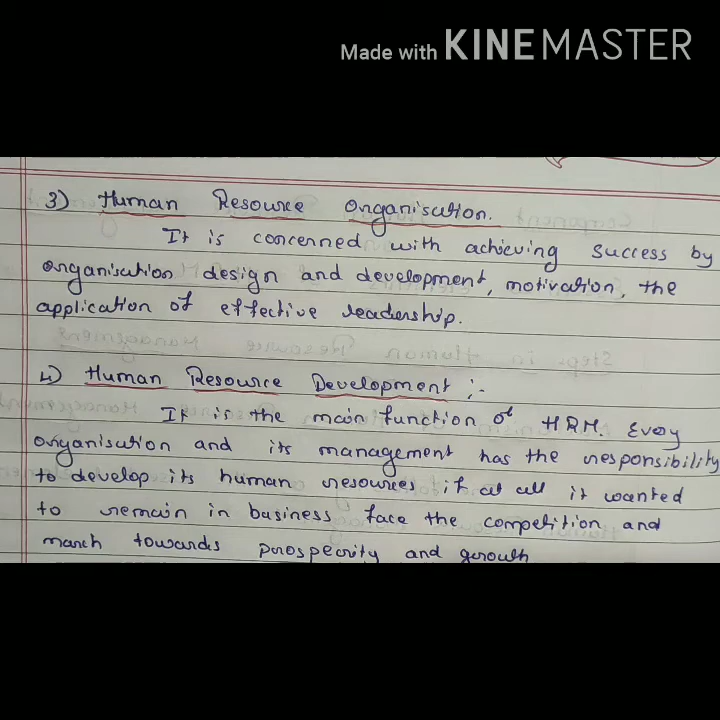 Made with KINEMASTER
3) Human Resource Organisation.
It is concerned with achieving success by
organisation design and development, motivation, the
application of effective leadership.
4) Human Resource Development :-
It is the main function of HRM. Every
organisation and its management has the responsibility
to develop its human resources if at all it wanted
to remain in business face the competition and
march towards prosperity and growth